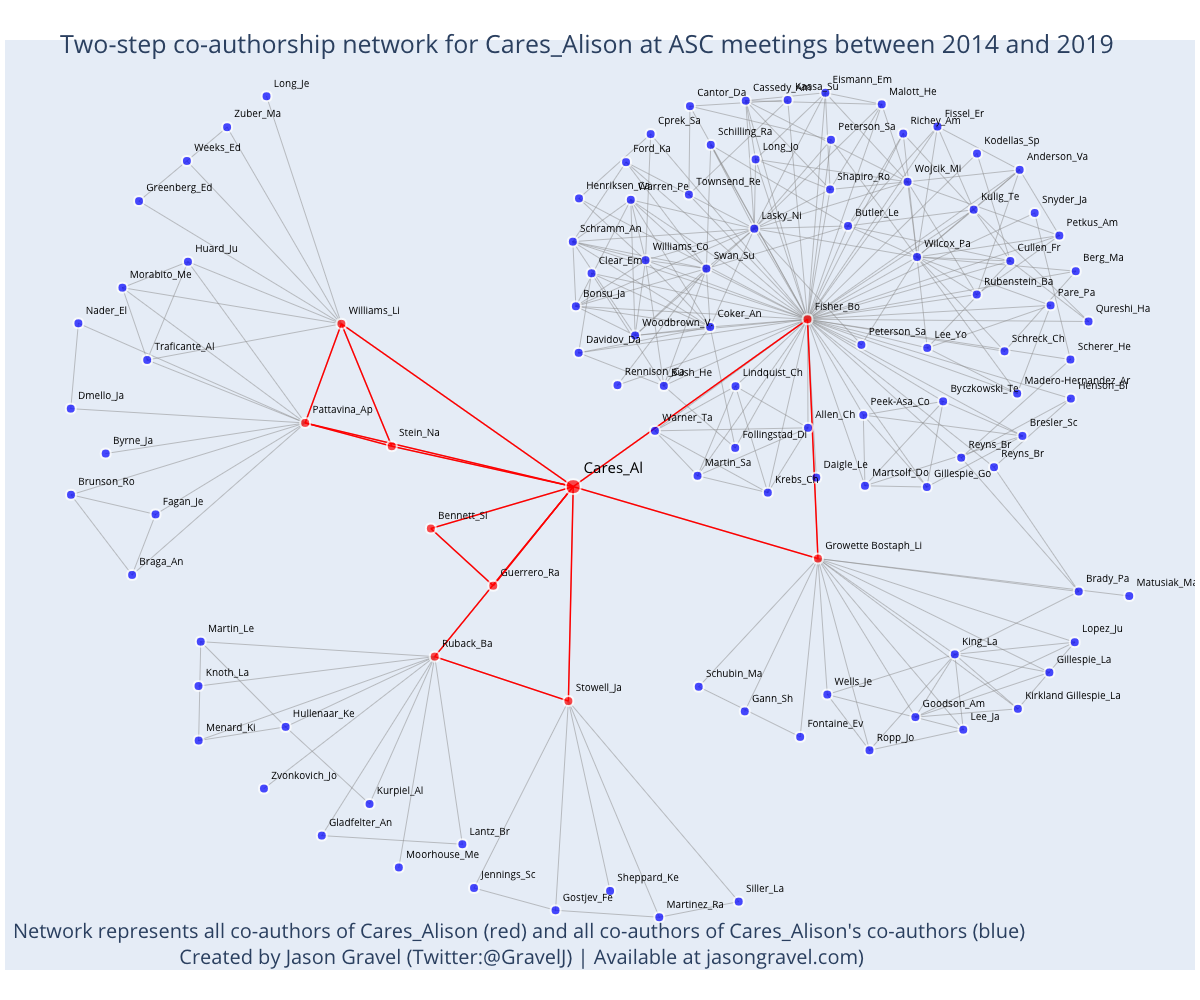 Two-step co-authorship network for Cares_Alison at ASC meetings between 2014 and 2019
Long_Je
Zuber_Ma
Weeks_Ed
Greenberg_Ed
Huard_Ju
Morabito_Me
Nader_El
Traficante_Al
Williams_Li
Dmello_Ja
Pattavina_Ap
Stein_Na
Byrne_Ja
Brunson_Ro
Fagan_Je
Braga_An
Cares_Al
Bennett_Si
Guerrero_Ra
Martin_Le
Ruback_Ba
Knoth_La
Stowell_Ja
Hullenaar_Ke
Menard_Ki
Zvonkovich_Jo
Kurpiel_Al
Gladfelter_An
Lantz_Br
Moorhouse_Me
Jennings_Sc
Sheppard_Ke
Gostjev_Fe
Siller_La
Martinez_Ra
Eismann_Em
Cassedy_Am
Kassa_Su
Cantor_Da
Malott_He
Fissel_Er
Cprek_Sa
Richey_Am
Schilling_Ra
Peterson_Sa
Kodellas_Sp
Ford_Ka
Long_Jo
Anderson_Va
Wojcik_Mi
Shapiro_Ro
Townsend_Re
Henriksen_Ca
Warren_Pe
Kulig_Te
Snyder_Ja
Lasky_Ni
Butler_Le
Petkus_Am
Schramm_An
Williams_Co
Wilcox_Pa
Cullen_Fr
Swan_Su
Clear_Em
Berg_Ma
Rubenstein_Ba
Pare_Pa
Bonsu_Ja
Fisher_Bo
Qureshi_Ha
Coker_An
Woodbrown_V
Peterson_Sa
Lee_Yo
Davidov_Da
Schreck_Ch
Scherer_He
Rennison_Ca
Bush_He
Lindquist_Ch
Madero-Hernandez_Ar
Henson_Br
Byczkowski_Te
Peek-Asa_Co
Warner_Ta
Allen_Ch
Bresler_Sc
Follingstad_Di
Reyns_Br
Reyns_Br
Martin_Sa
Daigle_Le
Krebs_Ch
Martsolf_Do
Gillespie_Go
Growette Bostaph_Li
Brady_Pa
Matusiak_Ma
Lopez_Ju
King_La
Gillespie_La
Schubin_Ma
Wells_Je
Gann_Sh
Kirkland Gillespie_La
Goodson_Am
Lee_Ja
Fontaine_Ev
Ropp_Jo
Network represents all co-authors of Cares_Alison (red) and all co-authors of Cares_Alison's co-authors (blue)
Created by Jason Gravel (Twitter:@GravelJ) | Available at jasongravel.com)